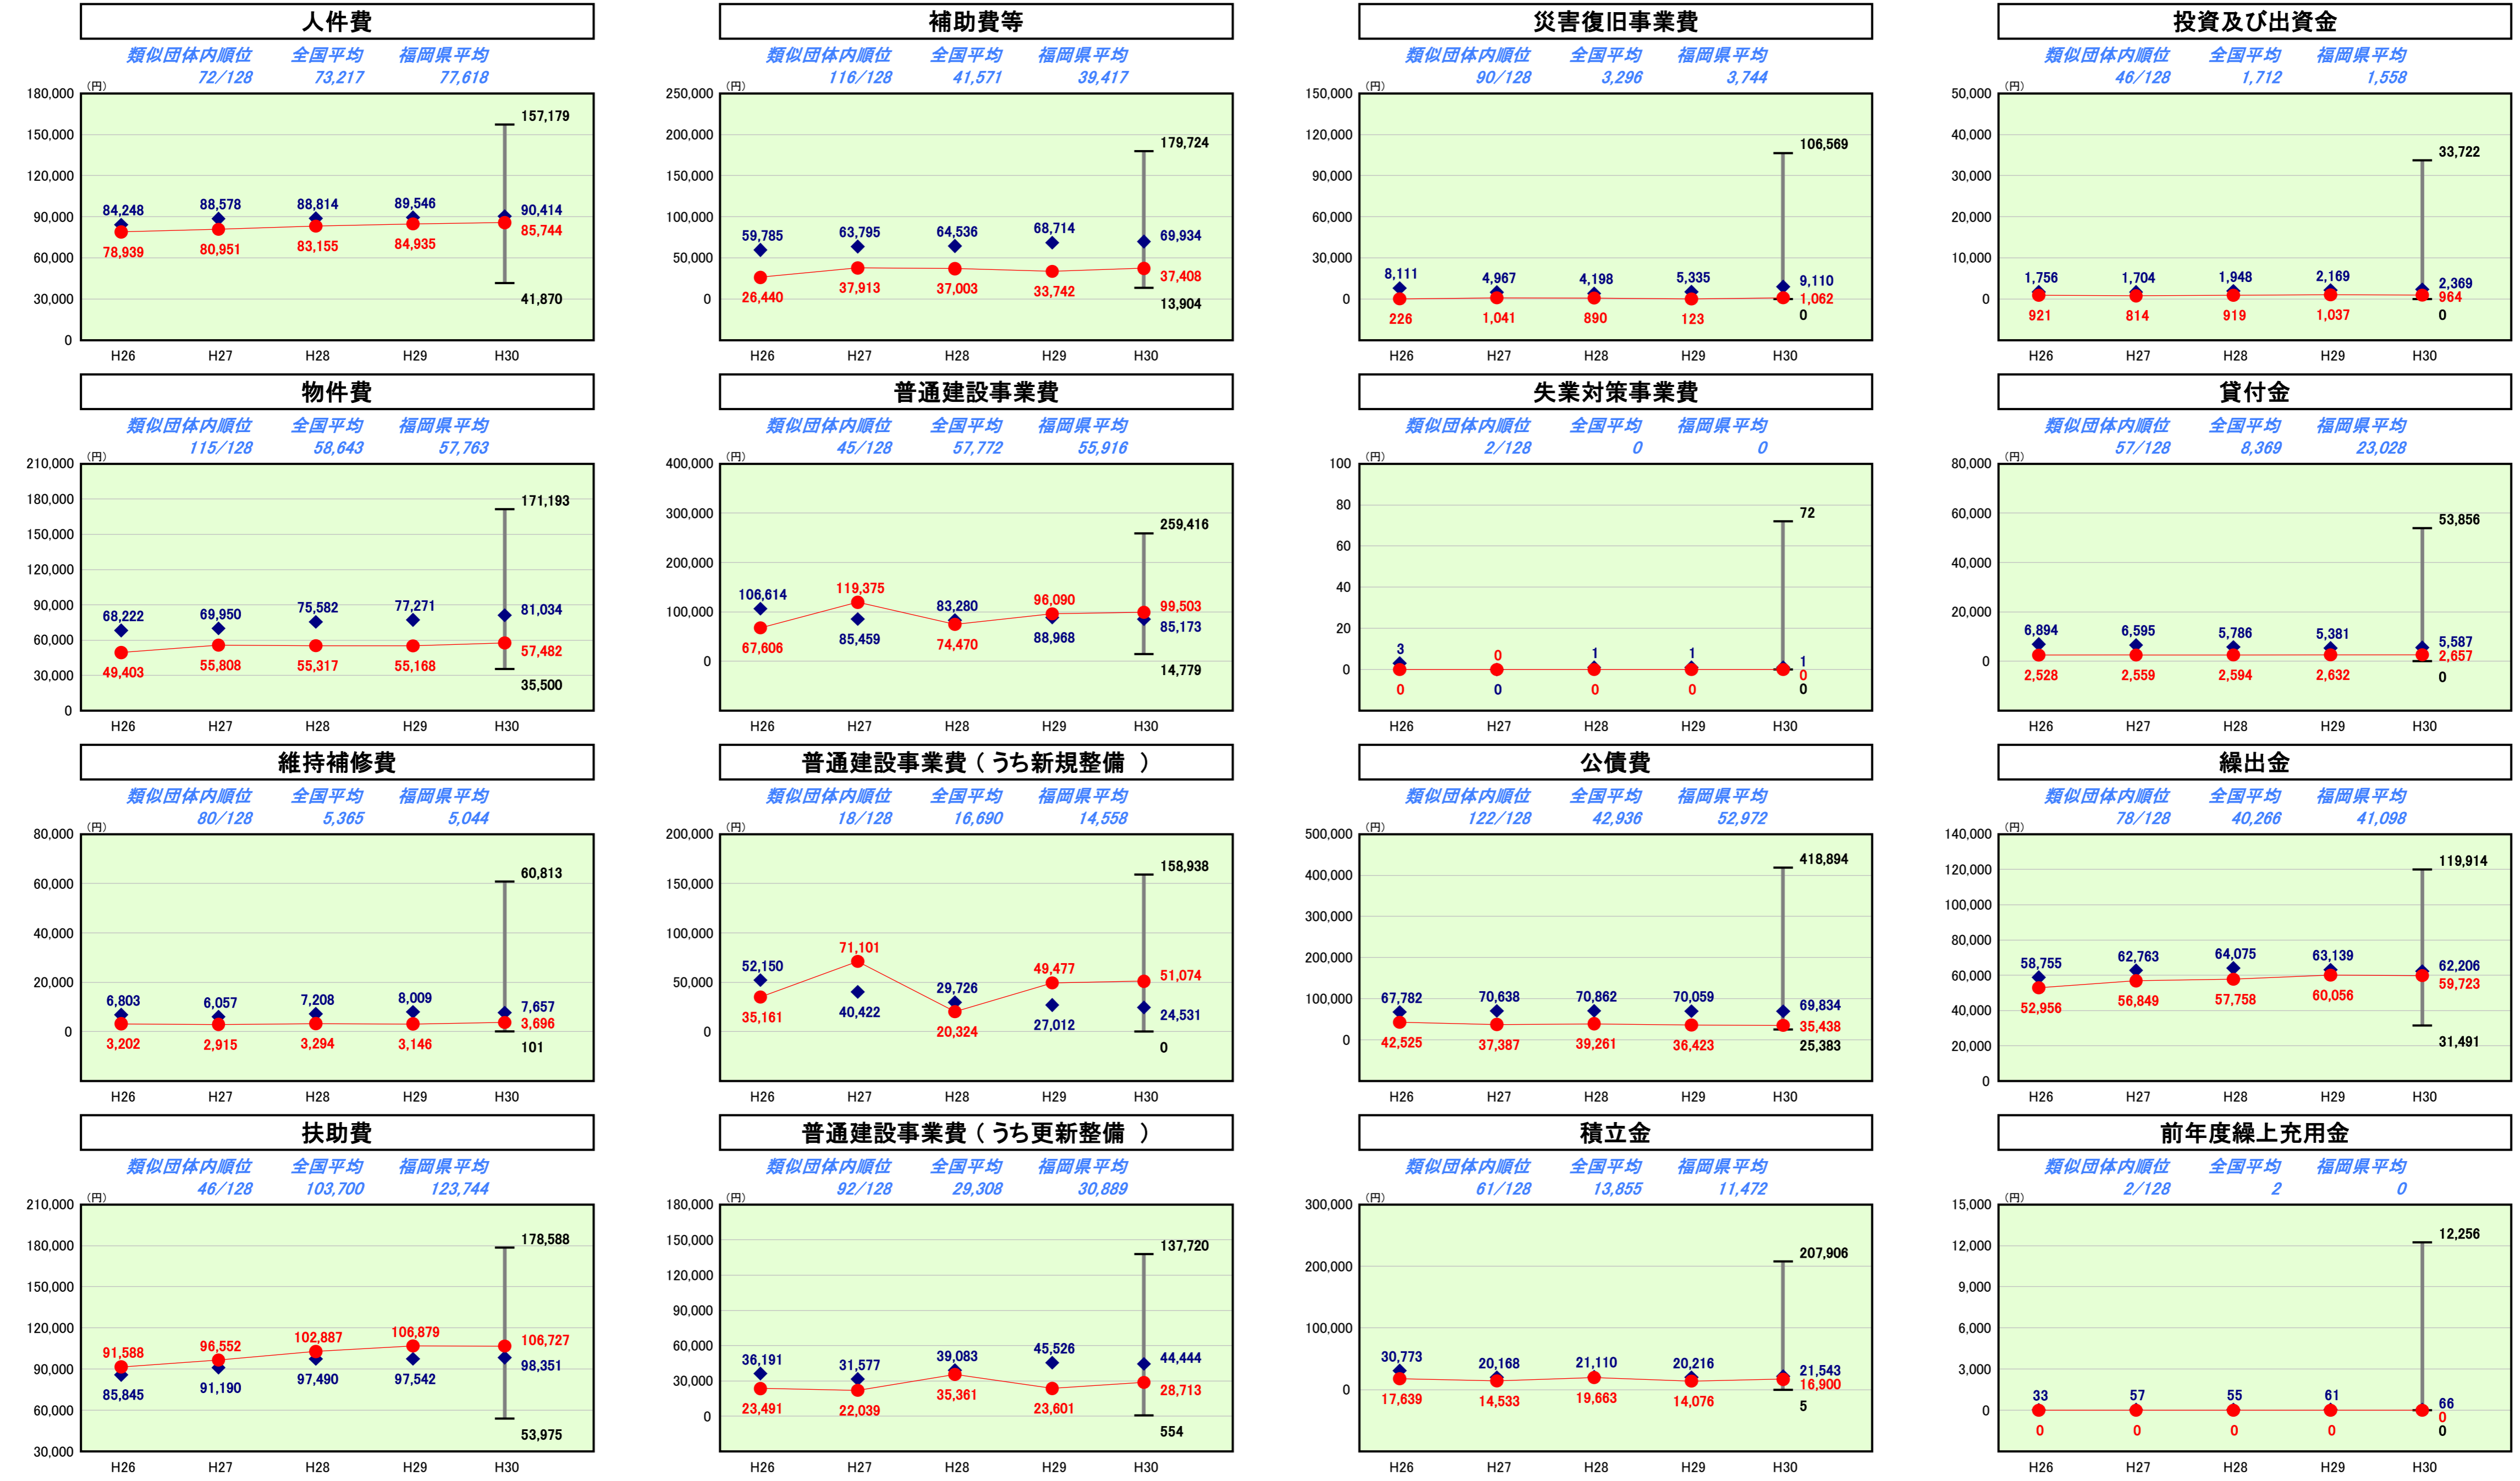 人件費
類似団体内順位 全国平均 福岡県平均
72/128 73,217 77,618
(円)
180,000
150,000
120,000
90,000
60,000
30,000
0
157,179
84,248 88,578 88,814 89,546 90,414
78,939 80,951 83,155 84,935 85,744
41,870
H26 H27 H28 H29 H30
補助費等
類似団体内順位 全国平均 福岡県平均
116/128 41,571 39,417
(円)
250,000
200,000
150,000
100,000
50,000
0
179,724
59,785 63,795 64,536 68,714 69,934
26,440 37,913 37,003 33,742 37,408
13,904
H26 H27 H28 H29 H30
災害復旧事業費
類似団体内順位 全国平均 福岡県平均
90/128 3,296 3,744
(円)
150,000
120,000
90,000
60,000
30,000
0
106,569
8,111 4,967 4,198 5,335 9,110
226 1,041 890 123 1,062
0
H26 H27 H28 H29 H30
投資及び出資金
類似団体内順位 全国平均 福岡県平均
46/128 1,712 1,558
(円)
50,000
40,000
30,000
20,000
10,000
0
33,722
1,756 1,704 1,948 2,169 2,369
921 814 919 1,037 964
0
H26 H27 H28 H29 H30
物件費
類似団体内順位 全国平均 福岡県平均
115/128 58,643 57,763
(円)
210,000
180,000
150,000
120,000
90,000
60,000
30,000
0
171,193
68,222 69,950 75,582 77,271 81,034
49,403 55,808 55,317 55,168 57,482
35,500
H26 H27 H28 H29 H30
普通建設事業費
類似団体内順位 全国平均 福岡県平均
45/128 57,772 55,916
(円)
400,000
300,000
200,000
100,000
0
259,416
106,614 119,375 83,280 96,090 99,503
67,606 85,459 74,470 88,968 85,173
14,779
H26 H27 H28 H29 H30
失業対策事業費
類似団体内順位 全国平均 福岡県平均
2/128 0 0
(円)
100
80
60
40
20
0
72
3 0 1 1 1
0 0 0 0 0
0
H26 H27 H28 H29 H30
貸付金
類似団体内順位 全国平均 福岡県平均
57/128 8,369 23,028
(円)
80,000
60,000
40,000
20,000
0
53,856
6,894 6,595 5,786 5,381 5,587
2,528 2,559 2,594 2,632 2,657
0
H26 H27 H28 H29 H30
維持補修費
類似団体内順位 全国平均 福岡県平均
80/128 5,365 5,044
(円)
80,000
60,000
40,000
20,000
0
60,813
6,803 6,057 7,208 8,009 7,657
3,202 2,915 3,294 3,146 3,696
101
H26 H27 H28 H29 H30
普通建設事業費(うち新規整備 )
類似団体内順位 全国平均 福岡県平均
18/128 16,690 14,558
(円)
200,000
150,000
100,000
50,000
0
158,938
52,150 71,101 29,726 49,477 51,074
35,161 40,422 20,324 27,012 24,531
0
H26 H27 H28 H29 H30
公債費
類似団体内順位 全国平均 福岡県平均
122/128 42,936 52,972
(円)
500,000
400,000
300,000
200,000
100,000
0
418,894
67,782 70,638 70,862 70,059 69,834
42,525 37,387 39,261 36,423 35,438
25,383
H26 H27 H28 H29 H30
繰出金
類似団体内順位 全国平均 福岡県平均
78/128 40,266 41,098
(円)
140,000
120,000
100,000
80,000
60,000
40,000
20,000
0
119,914
58,755 62,763 64,075 63,139 62,206
52,956 56,849 57,758 60,056 59,723
31,491
H26 H27 H28 H29 H30
扶助費
類似団体内順位 全国平均 福岡県平均
46/128 103,700 123,744
(円)
210,000
180,000
150,000
120,000
90,000
60,000
30,000
178,588
91,588 96,552 102,887 106,879 106,727
85,845 91,190 97,490 97,542 98,351
53,975
H26 H27 H28 H29 H30
普通建設事業費(うち更新整備 )
類似団体内順位 全国平均 福岡県平均
92/128 29,308 30,889
(円)
180,000
150,000
120,000
90,000
60,000
30,000
0
137,720
36,191 31,577 39,083 45,526 44,444
23,491 22,039 35,361 23,601 28,713
554
H26 H27 H28 H29 H30
積立金
類似団体内順位 全国平均 福岡県平均
61/128 13,855 11,472
(円)
300,000
200,000
100,000
0
207,906
30,773 20,168 21,110 20,216 21,543
17,639 14,533 19,663 14,076 16,900
5
H26 H27 H28 H29 H30
前年度繰上充用金
類似団体内順位 全国平均 福岡県平均
2/128 2 0
(円)
15,000
12,000
9,000
6,000
3,000
0
12,256
33 57 55 61 66
0 0 0 0 0
0
H26 H27 H28 H29 H30